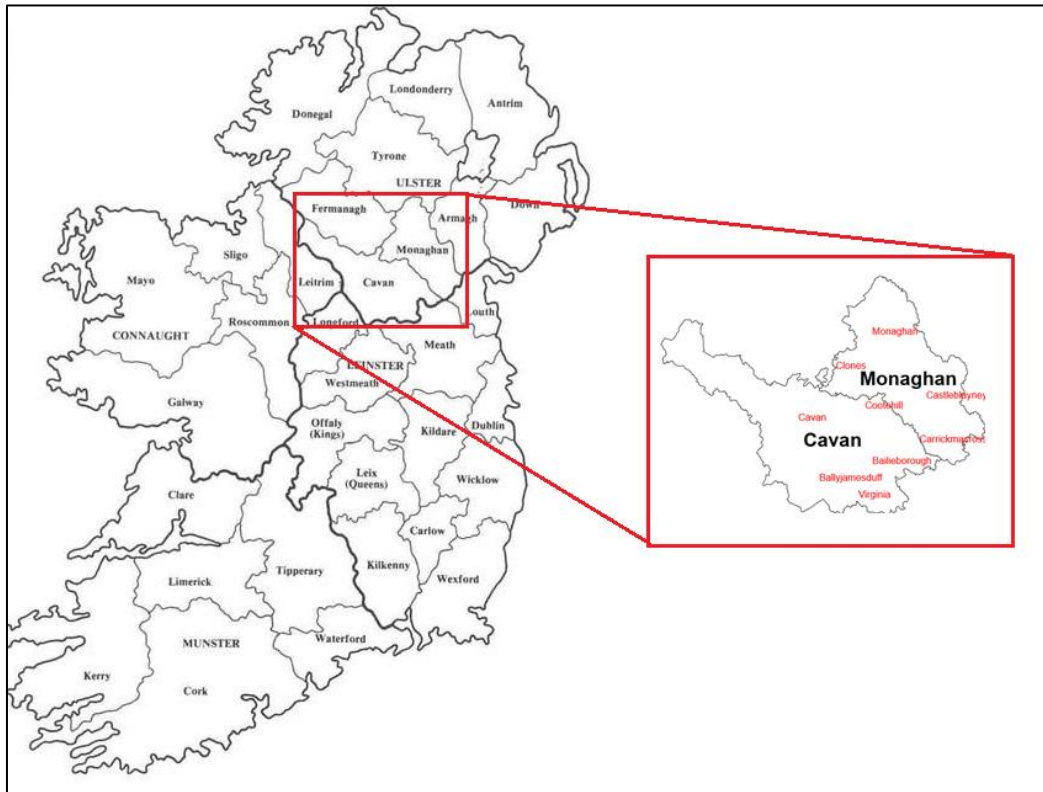 Londonderry
Antrim
Donegal
Tyrone
ULSTER
Fermanagh
Down
Armagh
Monaghan
Sligo
Leitrim
Cavan
Mayo
Louth
Roscommon
Longford
CONNAUGHT
Meath
LEINSTER
Westmeath
Galway
Offaly
(Kings)
Dublin
Kildare
Leix
(Queens)
Wicklow
Clare
Carlow
Kilkenny
Tipperary
Wexford
Limerick
Waterford
MUNSTER
Kerry
Cork
Monaghan
Clones
Monaghan
Castleblayney
Cootehill
Cavan
Cavan
Carrickmacross
Bailieborough
Ballyjamesduff
Virginia